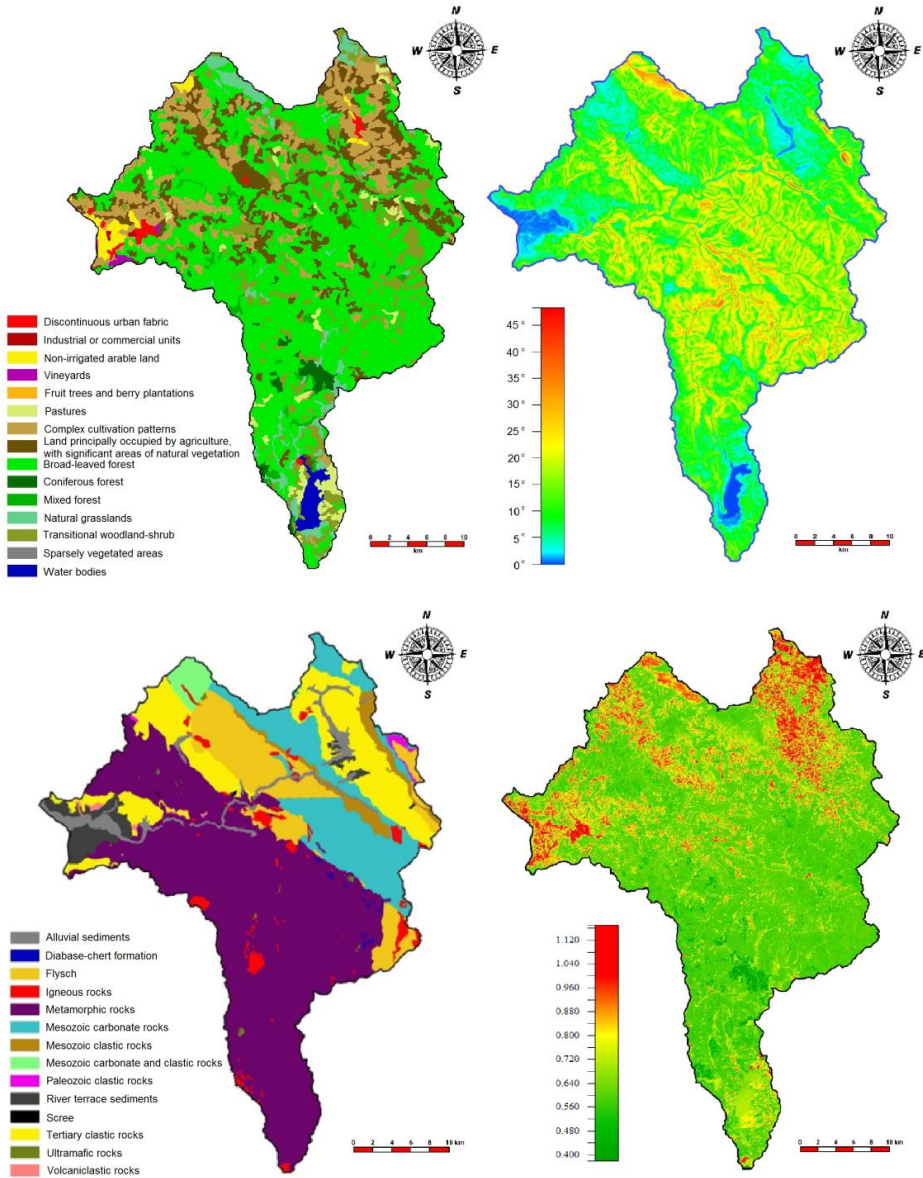 N
W E
S
N
W E
S
Discontinuous urban fabric
Industrial or commercial units
Non-irrigated arable land
Vineyards
Fruit trees and berry plantations
Pastures
Complex cultivation patterns
Land principally occupied by agriculture,
with significant areas of natural vegetation
Broad-leaved forest
Coniferous forest
Mixed forest
Natural grasslands
Transitional woodland-shrub
Sparsely vegetated areas
Water bodies
0 2 4 6 8 10
km
45°
40°
35°
30°
25°
20°
15°
10°
5°
0°
0 2 4 6 8 10
km
N
W E
S
N
W E
S
Alluvial sediments
Diabase-chert formation
Flysch
Igneous rocks
Metamorphic rocks
Mesozoic carbonate rocks
Mesozoic clastic rocks
Mesozoic carbonate and clastic rocks
Paleozoic clastic rocks
River terrace sediments
Scree
Tertiary clastic rocks
Ultramafic rocks
Volcaniclastic rocks
0 2 4 6 8 10 km
1.120
1.040
0.960
0.880
0.800
0.720
0.640
0.560
0.480
0.400
0 2 4 6 8 10 km